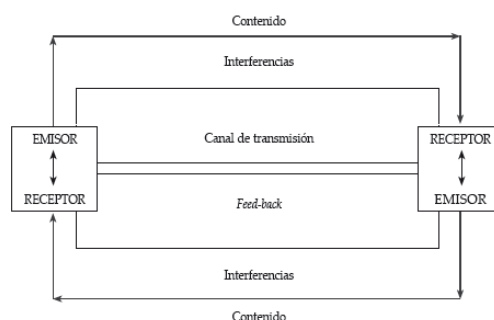 Contenido
Interferencias
EMISOR
Canal de transmisión
RECEPTOR
RECEPTOR
Feed-back
EMISOR
Interferencias
Contenido